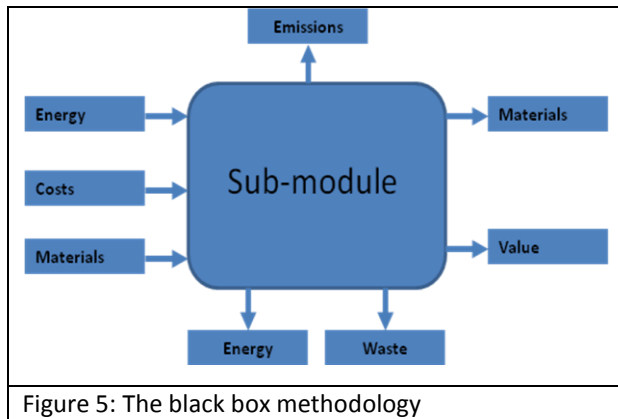 Emissions
Energy
Materials
Sub-module
Costs
Value
Materials
Energy
Waste
Figure 5: The black box methodology